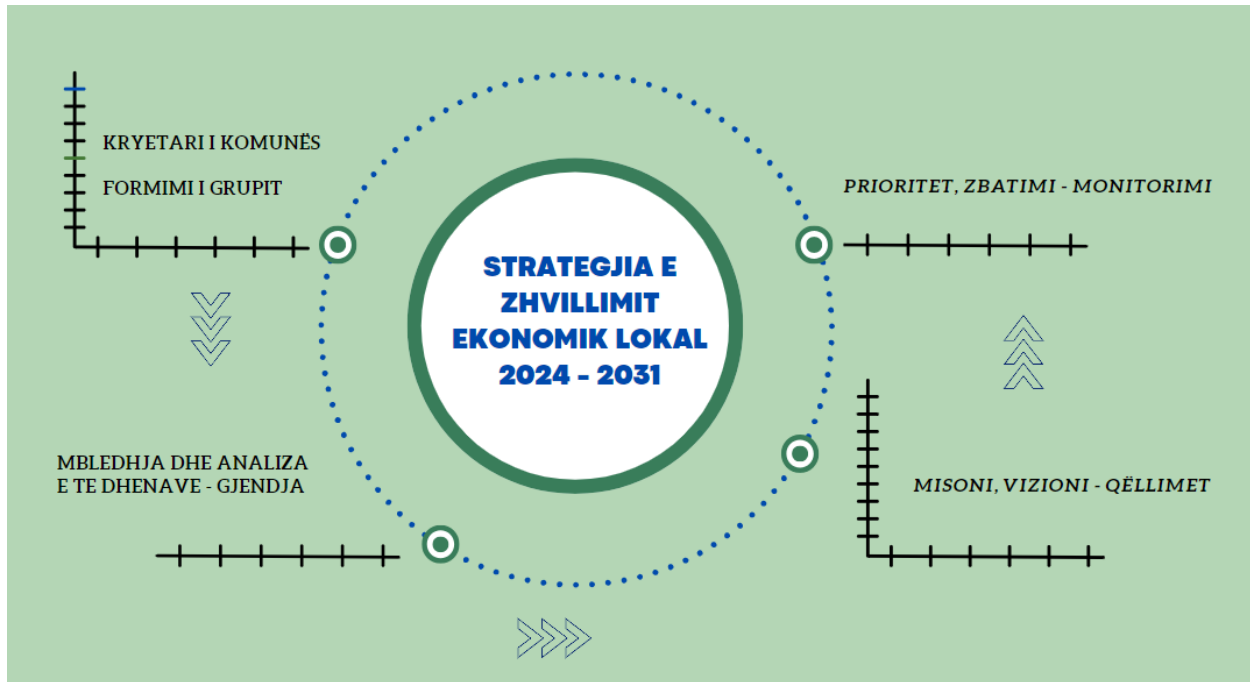 KRYETARI I KOMUNËS
FORMIMI I GRUPIT
PRIORITET, ZBATIMI - MONITORIMI
STRATEGJIA E
ZHVILLIMIT
EKONOMIK LOKAL
2024 - 2031
MBLEDHJA DHE ANALIZA
E TE DHENAVE - GJENDJA
MISONI, VIZIONI - QËLLIMET